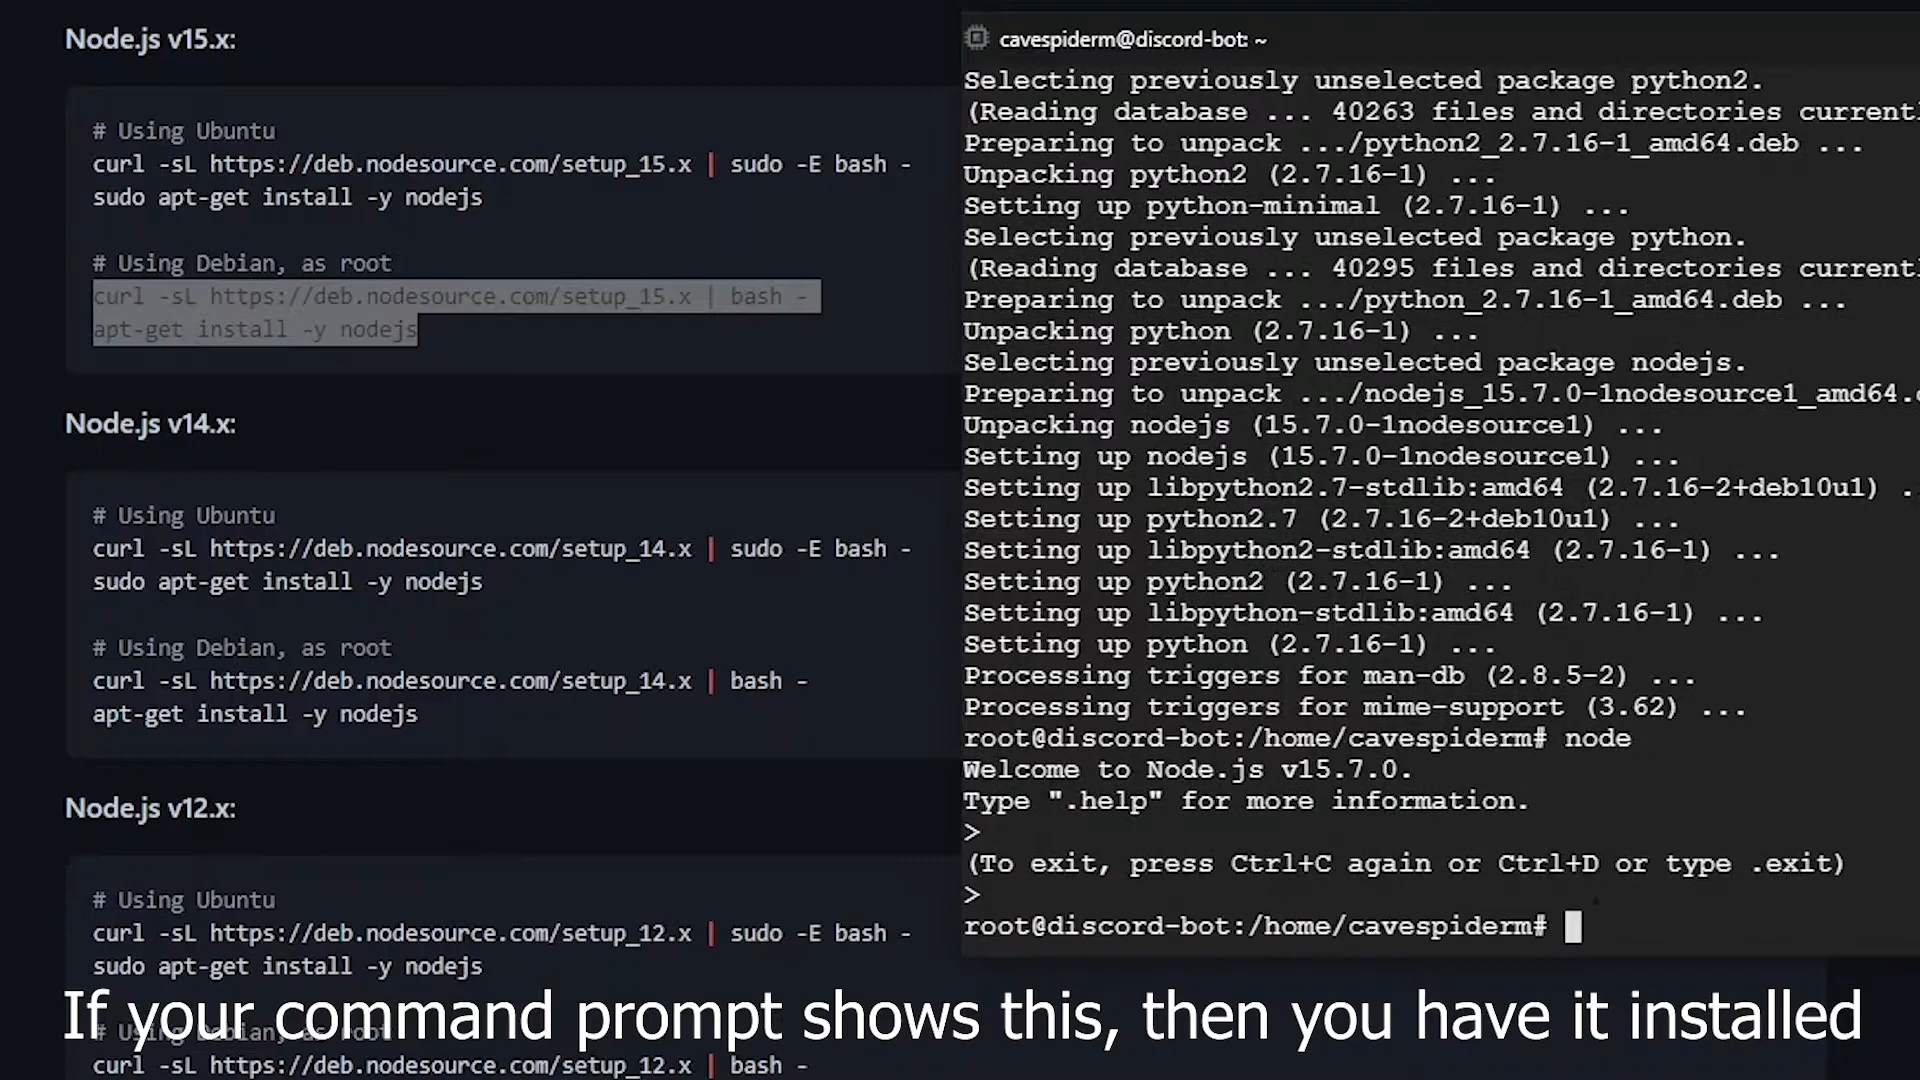 Node.js v15.x:
# Using Ubuntu
curl -sL https://deb.nodesource.com/setup_15.x | sudo -E bash -
sudo apt-get install -y nodejs
# Using Debian, as root
curl -sL https://deb.nodesource.com/setup_15.x | bash -
apt-get install -y nodejs
Node.js v14.x:
# Using Ubuntu
curl -sL https://deb.nodesource.com/setup_14.x | sudo -E bash -
sudo apt-get install -y nodejs
# Using Debian, as root
curl -sL https://deb.nodesource.com/setup_14.x | bash -
apt-get install -y nodejs
Node.js v12.x:
# Using Ubuntu
curl -sL https://deb.nodesource.com/setup_12.x | sudo -E bash -
sudo apt-get install -y nodejs
# Using Debian, as root
curl -sL https://deb.nodesource.com/setup_12.x | bash -
cavespiderm@discord-bot: ~
Selecting previously unselected package python2.
(Reading database ... 40263 files and directories currentl
Preparing to unpack .../python2_2.7.16-1_amd64.deb ...
Unpacking python2 (2.7.16-1) ...
Setting up python-minimal (2.7.16-1) ...
Selecting previously unselected package python.
(Reading database ... 40295 files and directories currentl
Preparing to unpack .../python_2.7.16-1_amd64.deb ...
Unpacking python (2.7.16-1) ...
Selecting previously unselected package nodejs.
Preparing to unpack .../nodejs_15.7.0-1nodesource1_amd64.
Unpacking nodejs (15.7.0-1nodesource1) ...
Setting up nodejs (15.7.0-1nodesource1) ...
Setting up libpython2.7-stdlib:amd64 (2.7.16-2+deb10u1) .
Setting up python2.7 (2.7.16-2+deb10u1) ...
Setting up libpython2-stdlib:amd64 (2.7.16-1) ...
Setting up python2 (2.7.16-1) ...
Setting up libpython-stdlib:amd64 (2.7.16-1) ...
Setting up python (2.7.16-1) ...
Processing triggers for man-db (2.8.5-2) ...
Processing triggers for mime-support (3.62) ...
root@discord-bot:/home/cavespiderm# node
Welcome to Node.js v15.7.0.
Type ".help" for more information.
>
(To exit, press Ctrl+C again or Ctrl+D or type .exit)
>
root@discord-bot:/home/cavespiderm#
If your command prompt shows this, then you have it installed